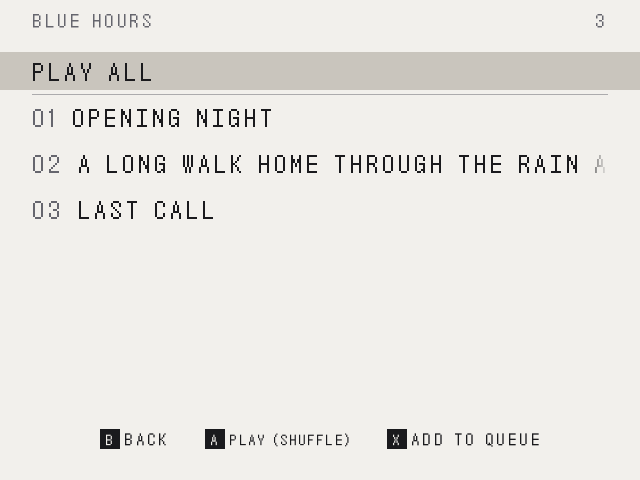 BLUE HOURS 3
PLAY ALL
01 OPENING NIGHT
02 A LONG WALK HOME THROUGH THE RAIN A
03 LAST CALL
B BACK A PLAY (SHUFFLE) X ADD TO QUEUE